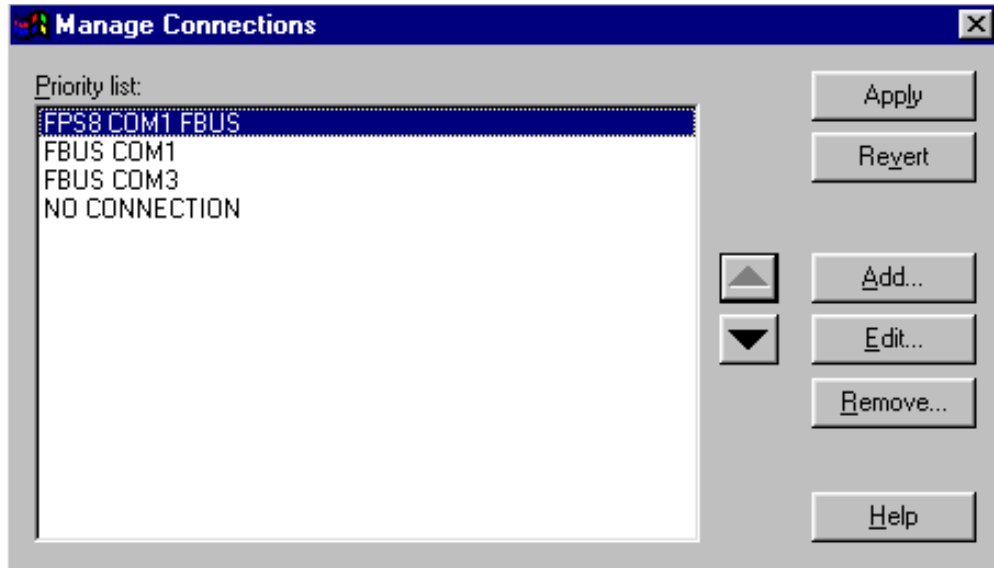 Manage Connections
Priority list:
FPS8 COM1 FBUS
FBUS COM1
FBUS COM3
NO CONNECTION
Apply
Revert
Add...
Edit...
Remove...
Help